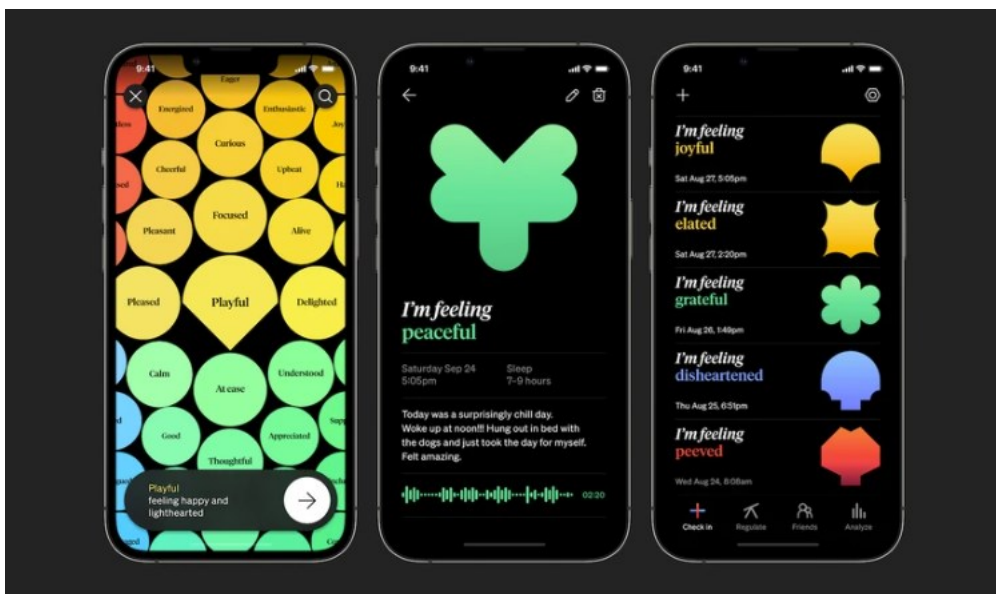 9:41
Eager
Energized
Enthusiastic
Curious
Cheerful
Upbeat
Focused
Pleasant
Alive
Pleased
Playful
Delighted
Calm
At ease
Understood
Good
Appreciated
Thoughtful
Playful
feeling happy and
lighthearted
9:41
I'm feeling
peaceful
Saturday Sep 24
5:05pm
Sleep
7-9 hours
Today was a surprisingly chill day.
Woke up at noon!!! Hung out in bed with
the dogs and just took the day for myself.
Felt amazing.
02:30
9:41
I'm feeling
joyful
Sat Aug 27, 5:05pm
I'm feeling
elated
Sat Aug 27, 2:20pm
I'm feeling
grateful
Fri Aug 26, 1:49pm
I'm feeling
disheartened
Thu Aug 25, 6:51pm
I'm feeling
peeved
Wed Aug 24, 8:08am
Check in
Regulate
Friends
Analyze